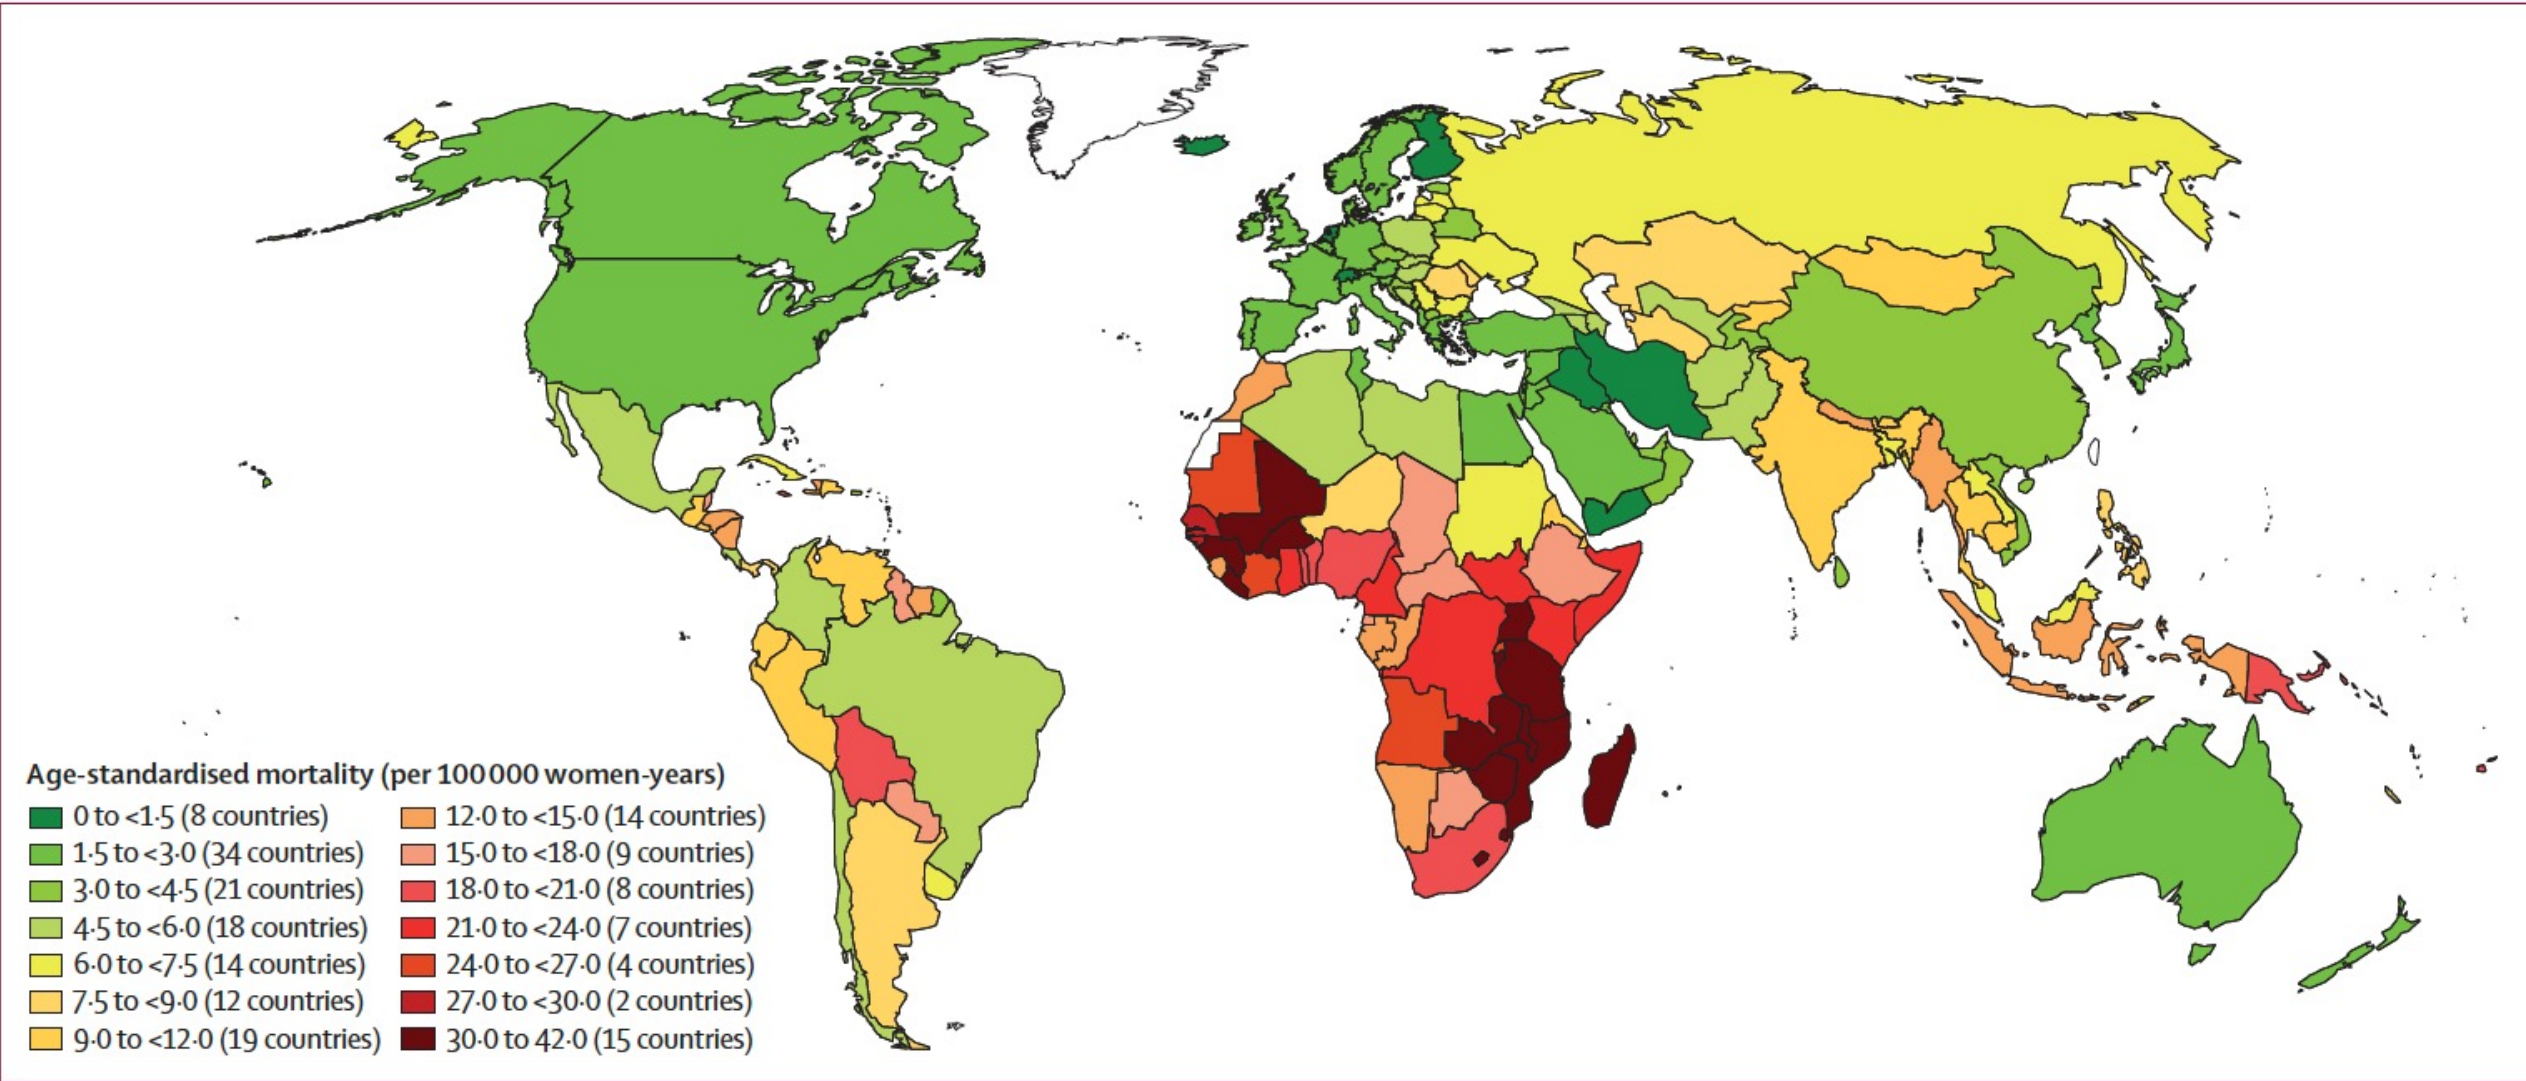 Age-standardised mortality (per 100 000 women-years)
0 to <1·5 (8 countries)
1·5 to <3·0 (34 countries)
3·0 to <4·5 (21 countries)
4·5 to <6·0 (18 countries)
6·0 to <7·5 (14 countries)
7·5 to <9·0 (12 countries)
9·0 to <12·0 (19 countries)
12·0 to <15·0 (14 countries)
15·0 to <18·0 (9 countries)
18·0 to <21·0 (8 countries)
21·0 to <24·0 (7 countries)
24·0 to <27·0 (4 countries)
27·0 to <30·0 (2 countries)
30·0 to 42·0 (15 countries)